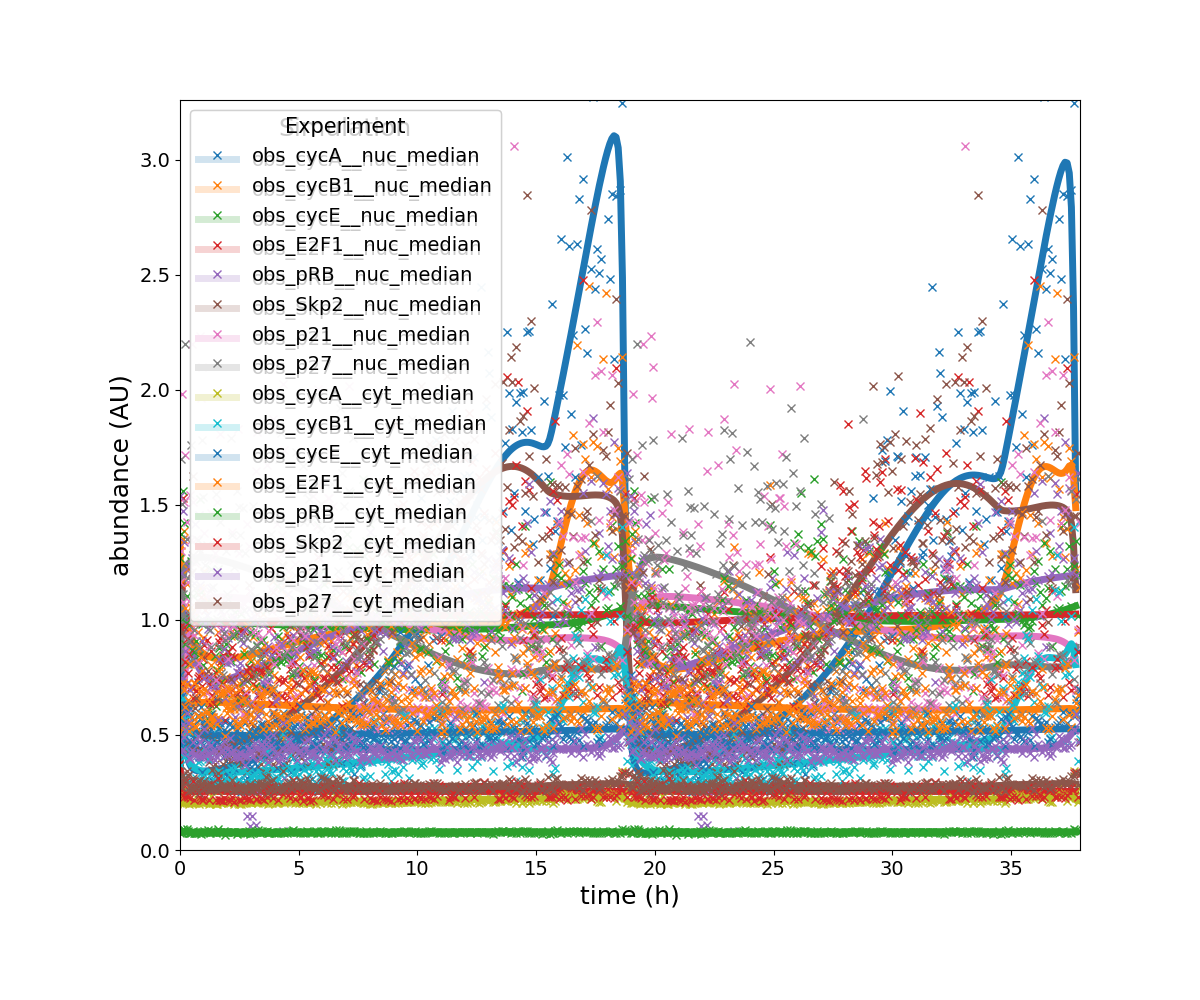 abundance (AU)
3.0
2.5
2.0
1.5
1.0
0.5
0.0
Simulation
Experiment
obs_cycA__nuc_median
obs_cycB1__nuc_median
obs_cycE__nuc_median
obs_E2F1__nuc_median
obs_pRB__nuc_median
obs_Skp2__nuc_median
obs_p21__nuc_median
obs_p27__nuc_median
obs_cycA__cyt_median
obs_cycB1__cyt_median
obs_cycE__cyt_median
obs_E2F1__cyt_median
obs_pRB__cyt_median
obs_Skp2__cyt_median
obs_p21__cyt_median
obs_p27__cyt_median
0 5 10 15 20 25 30 35
time (h)